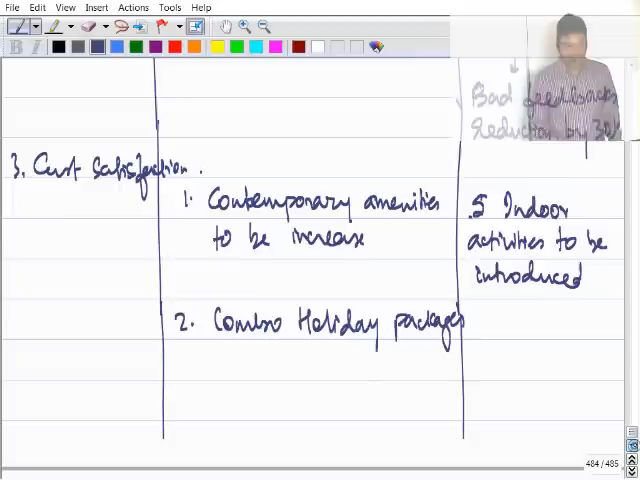 File Edit View Insert Actions Tools Help
B I
Bad feedbacks
Reduction by
3. Cust Satisfaction.
1. Contemporary amenities
to be increase
5 Indoor
activities to be
introduced
2. Combo Holiday packages
484 / 485